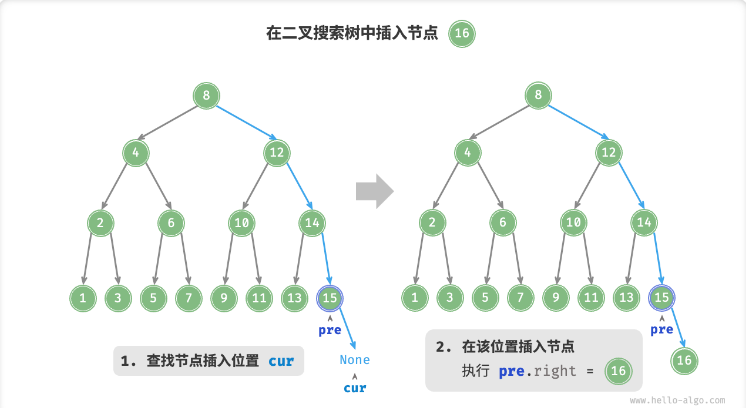 在二叉搜索树中插入节点 16
8
4 12
2 6 10 14
1 3 5 7 9 11 13 15
pre
None
cur
1. 查找节点插入位置 cur
8
4 12
2 6 10 14
1 3 5 7 9 11 13 15
pre
16
2. 在该位置插入节点
执行 pre.right = 16
www.hello-algo.com